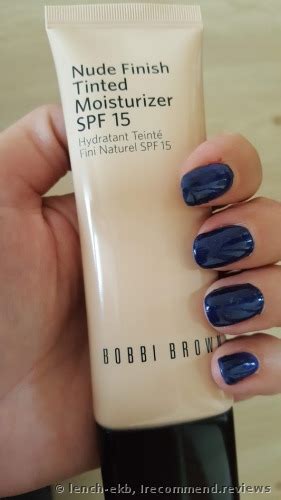 Nude Finish
Tinted
Moisturizer
SPF 15
Hydratant Teinté
Fini Naturel SPF 15
BOBBI BROWN
© lench-ekb, irecommend.reviews